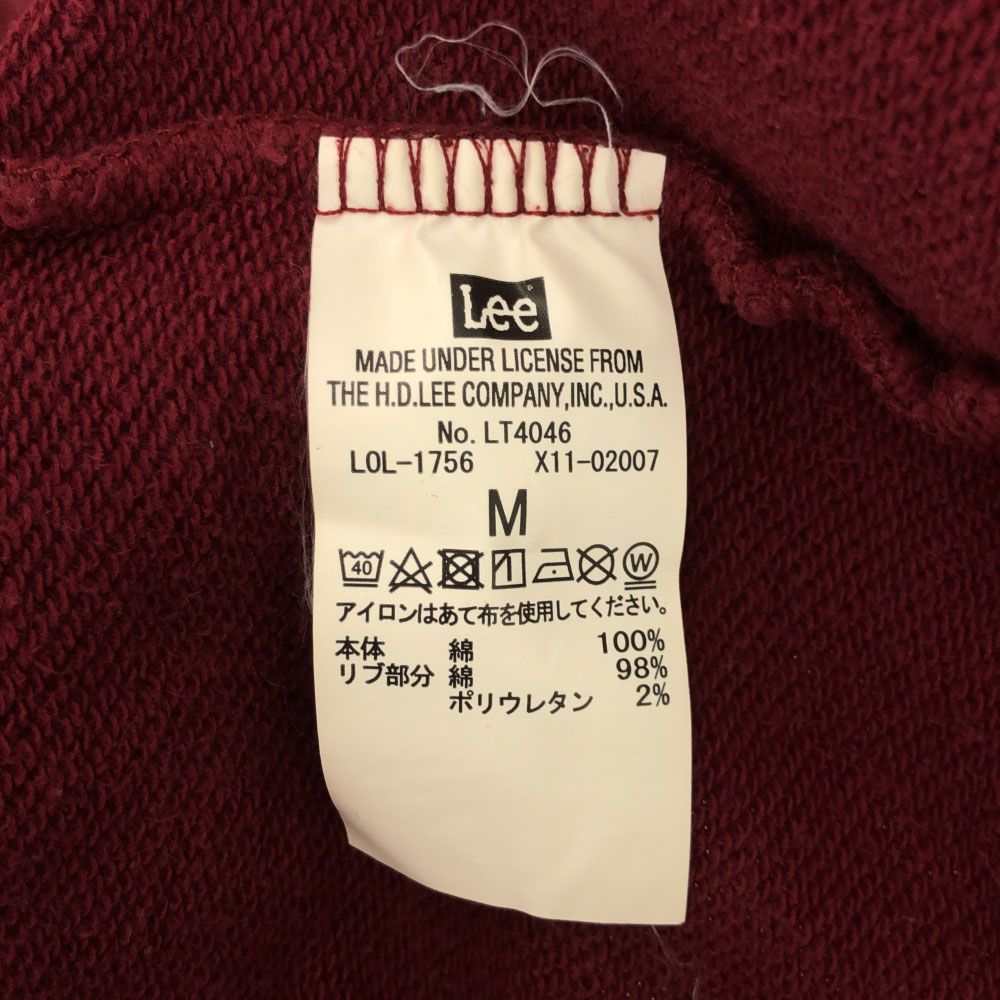 Lee
MADE UNDER LICENSE FROM
THE H.D.LEE COMPANY,INC.,U.S.A.
No. LT4046
LOL-1756 X11-02007
M
40 W
アイロンはあて布を使用してください。
本体 綿 100%
リブ部分 綿 98%
ポリウレタン 2%